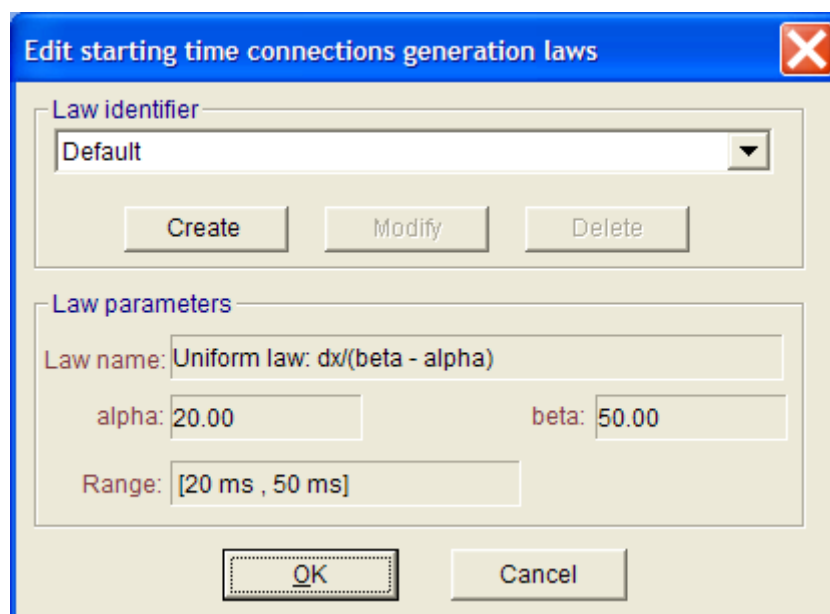 Edit starting time connections generation laws
Law identifier
Default
Create Modify Delete
Law parameters
Law name: Uniform law: dx/(beta - alpha)
alpha: 20.00 beta: 50.00
Range: [20 ms , 50 ms]
OK Cancel